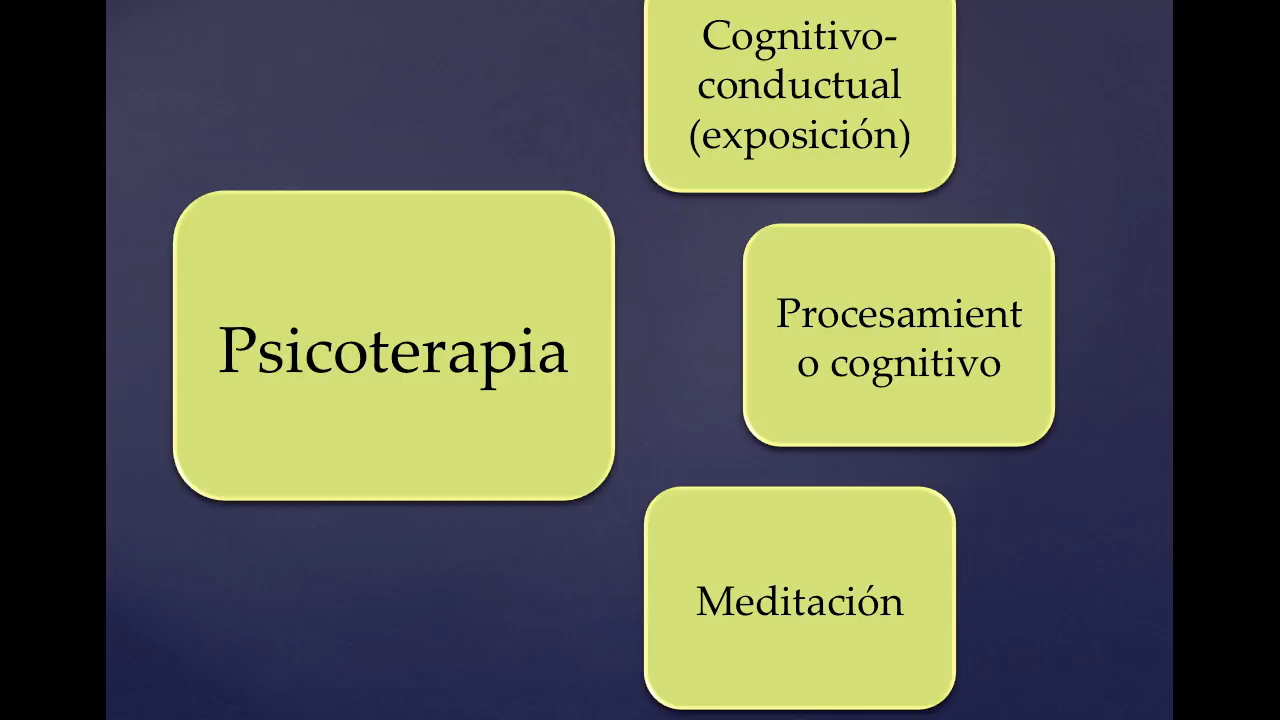 Psicoterapia
Cognitivo-
conductual
(exposición)
Procesamient
o cognitivo
Meditación